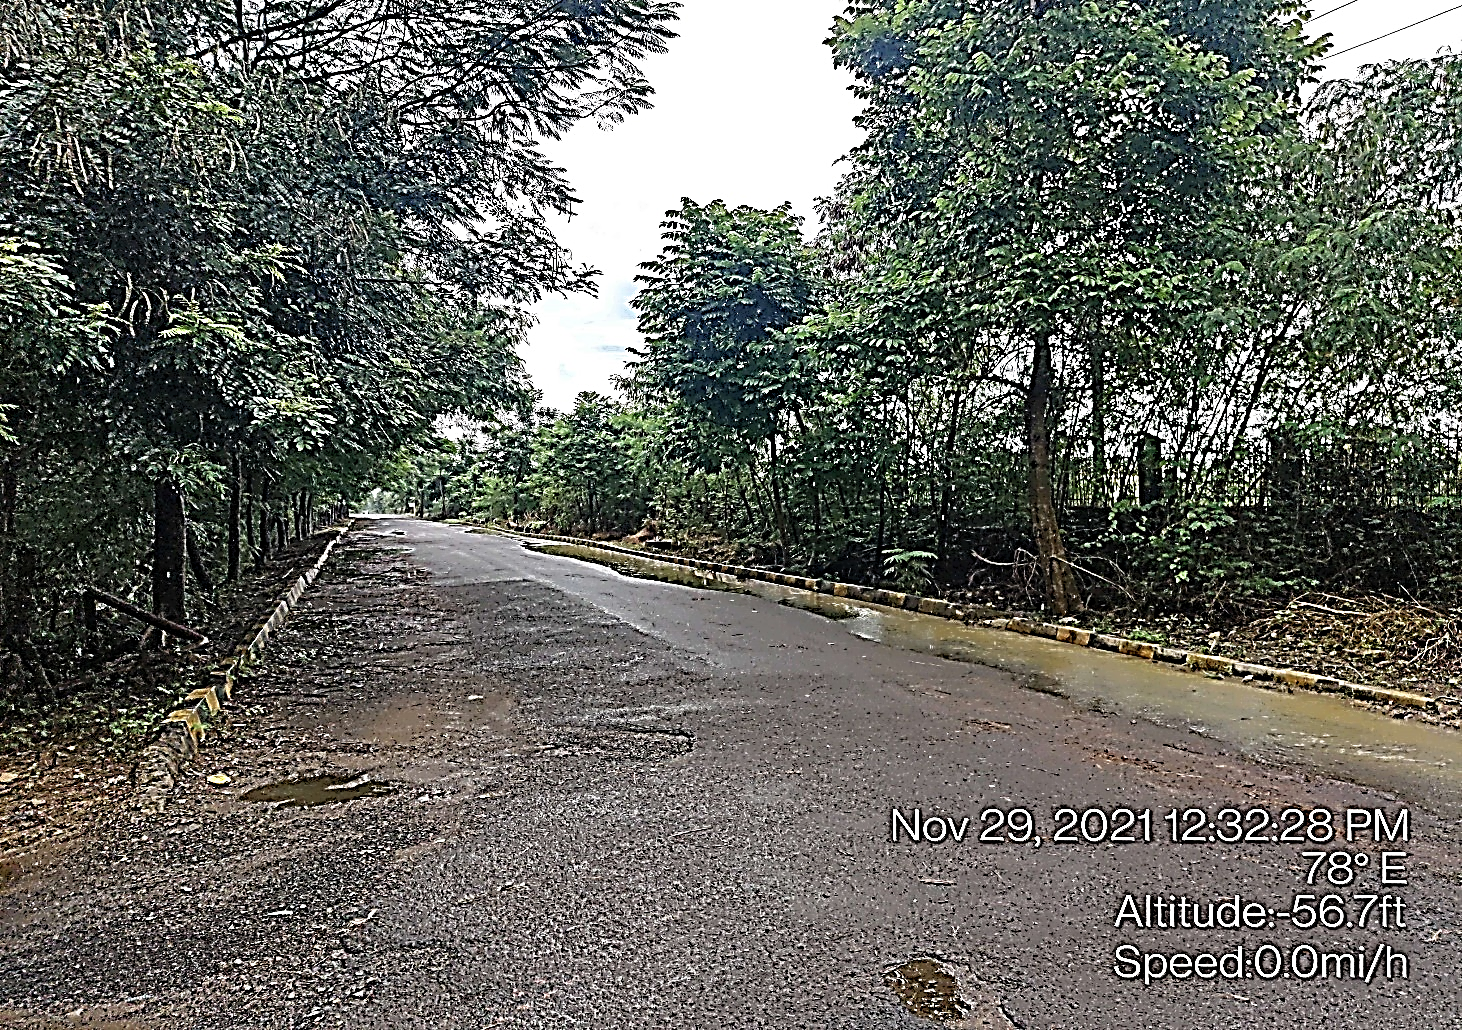 Nov 29, 2021 12:32:28 PM
78° E
Altitude:-56.7ft
Speed:0.0mi/h